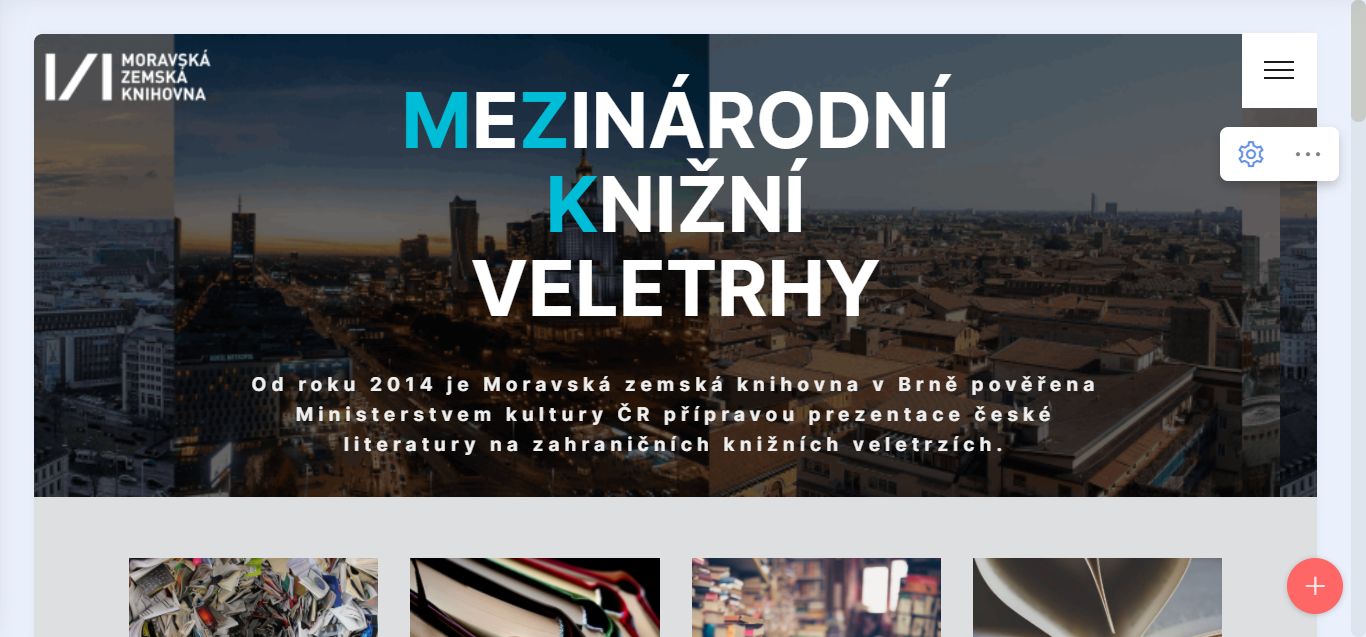 MORAVSKÁ
ZEMSKÁ
KNIHOVNA
MEZINÁRODNÍ
KNIŽNÍ
VELETRHY
Od roku 2014 je Moravská zemská knihovna v Brně pověřena
Ministerstvem kultury ČR přípravou prezentace české
literatury na zahraničních knižních veletrzích.